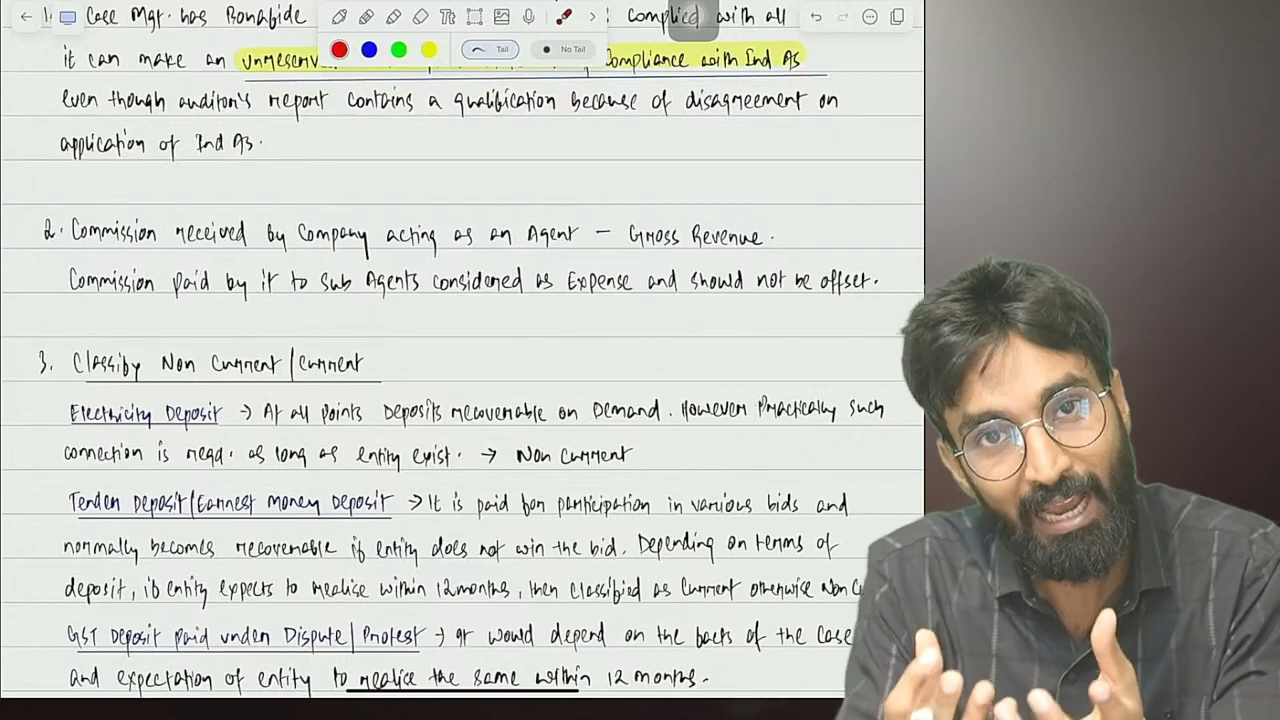 1. Case Mgt. has Bonafide complied with all
it can make an unreserv Compliance with Ind As
even though auditor's report contains a qualification because of disagreement on
application of Ind As.
2. Commission received by Company acting as an Agent – Gross Revenue.
Commission paid by it to Sub Agents considered as Expense and should not be offset.
3. Classify Non Current/Current
Electricity Deposit → At all points Deposits recoverable on Demand. However Practically such
connection is reqd. as long as entity exist. → Non Current
Tender Deposit/Earnest Money Deposit → It is paid for participation in various bids and
normally becomes recoverable if entity does not win the bid. Depending on terms of
deposit, if entity expects to realise within 12 months, then Classified as Current otherwise Non Cu
GST Deposit paid under Dispute/Protest → It would depend on the facts of the Case
and expectation of entity to realise the same within 12 months.
Tail
No Tail